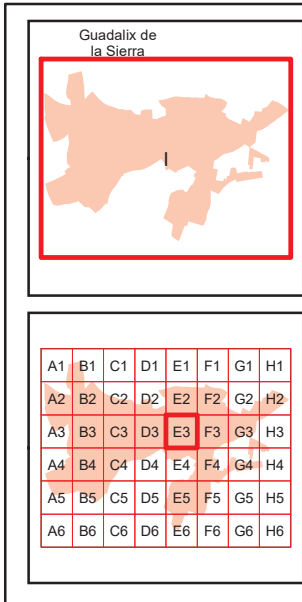 Guadalix de
la Sierra
A1 B1 C1 D1 E1 F1 G1 H1
A2 B2 C2 D2 E2 F2 G2 H2
A3 B3 C3 D3 E3 F3 G3 H3
A4 B4 C4 D4 E4 F4 G4 H4
A5 B5 C5 D5 E5 F5 G5 H5
A6 B6 C6 D6 E6 F6 G6 H6